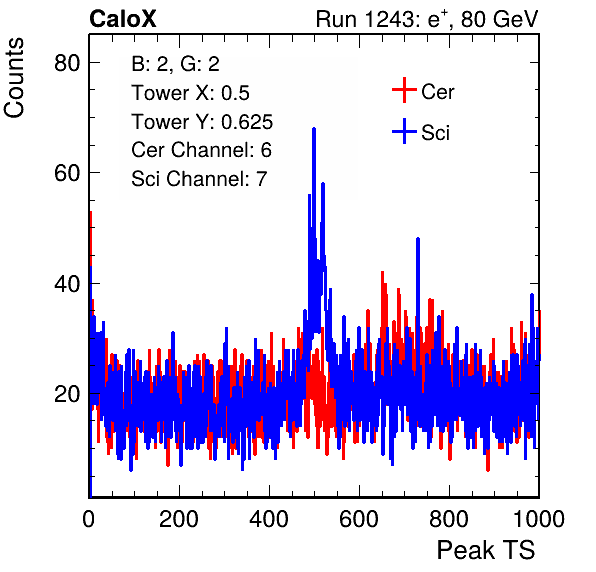 CaloX
Run 1243: e+, 80 GeV
Counts
B: 2, G: 2
Tower X: 0.5
Tower Y: 0.625
Cer Channel: 6
Sci Channel: 7
Cer
Sci
80
60
40
20
0 200 400 600 800 1000
Peak TS